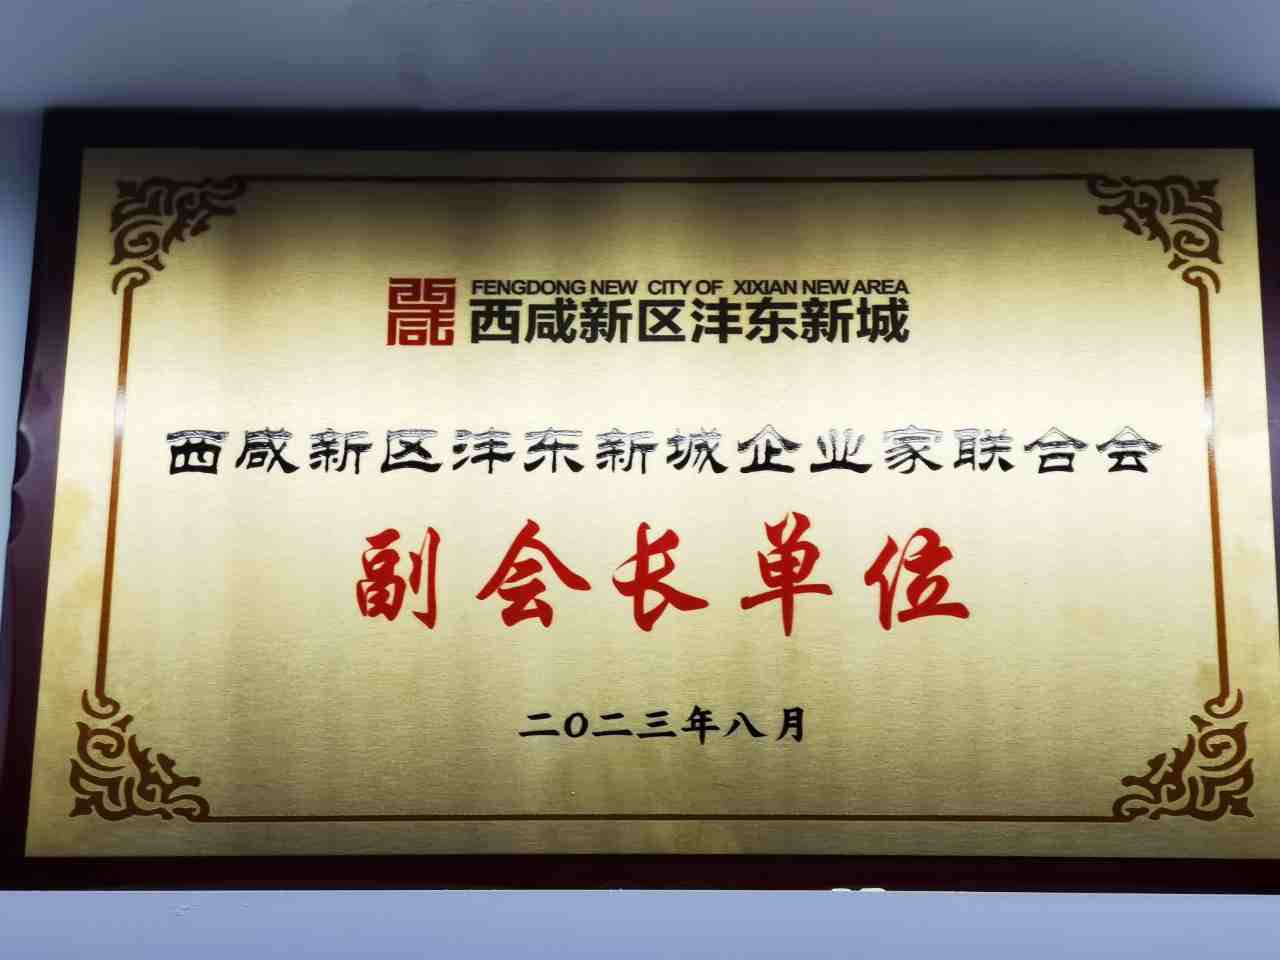 FENGDONG NEW CITY OF XIXIAN NEW AREA
西咸新区沣东新城
西咸新区沣东新城企业家联合会
副会长单位
二〇二三年八月